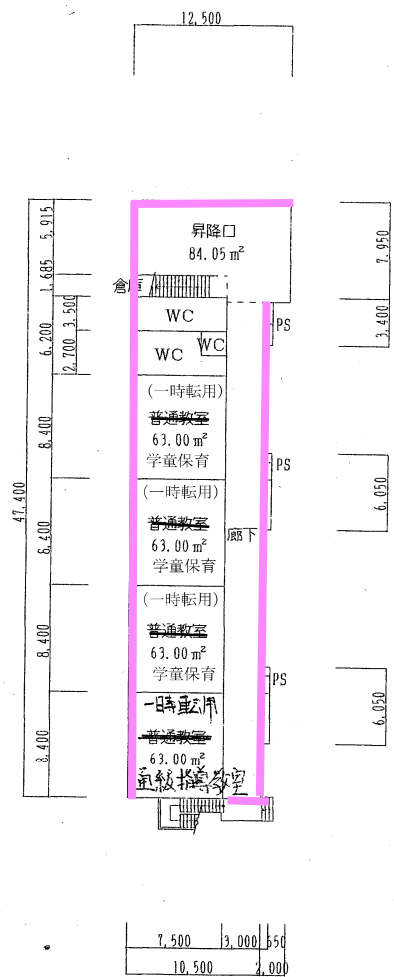 12,500
5,915
1,685
3,500
6,200
2,700
8,400
47,400
6,400
8,400
8,400
昇降口
84.05㎡
倉庫
WC
WC
WC
PS
7,950
3,400
(一時転用)
普通教室
63.00㎡
学童保育
PS
6,050
(一時転用)
普通教室
63.00㎡
学童保育
廊下
(一時転用)
普通教室
63.00㎡
学童保育
PS
6,050
一時転用
普通教室
63.00㎡
通級指導教室
7,500
3,000
650
10,500
2,000